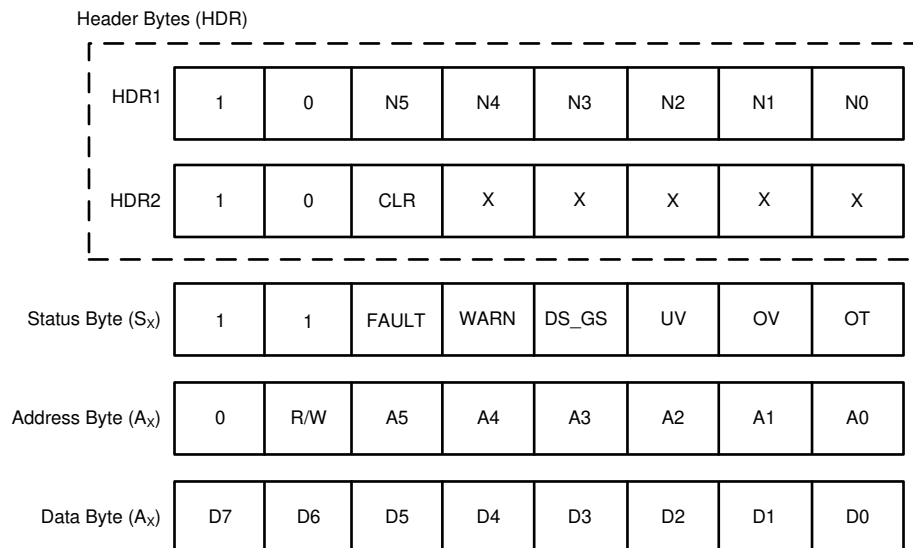 Header Bytes (HDR)
HDR1 1 0 N5 N4 N3 N2 N1 N0
HDR2 1 0 CLR X X X X X
Status Byte (SX) 1 1 FAULT WARN DS_GS UV OV OT
Address Byte (AX) 0 R/W A5 A4 A3 A2 A1 A0
Data Byte (AX) D7 D6 D5 D4 D3 D2 D1 D0